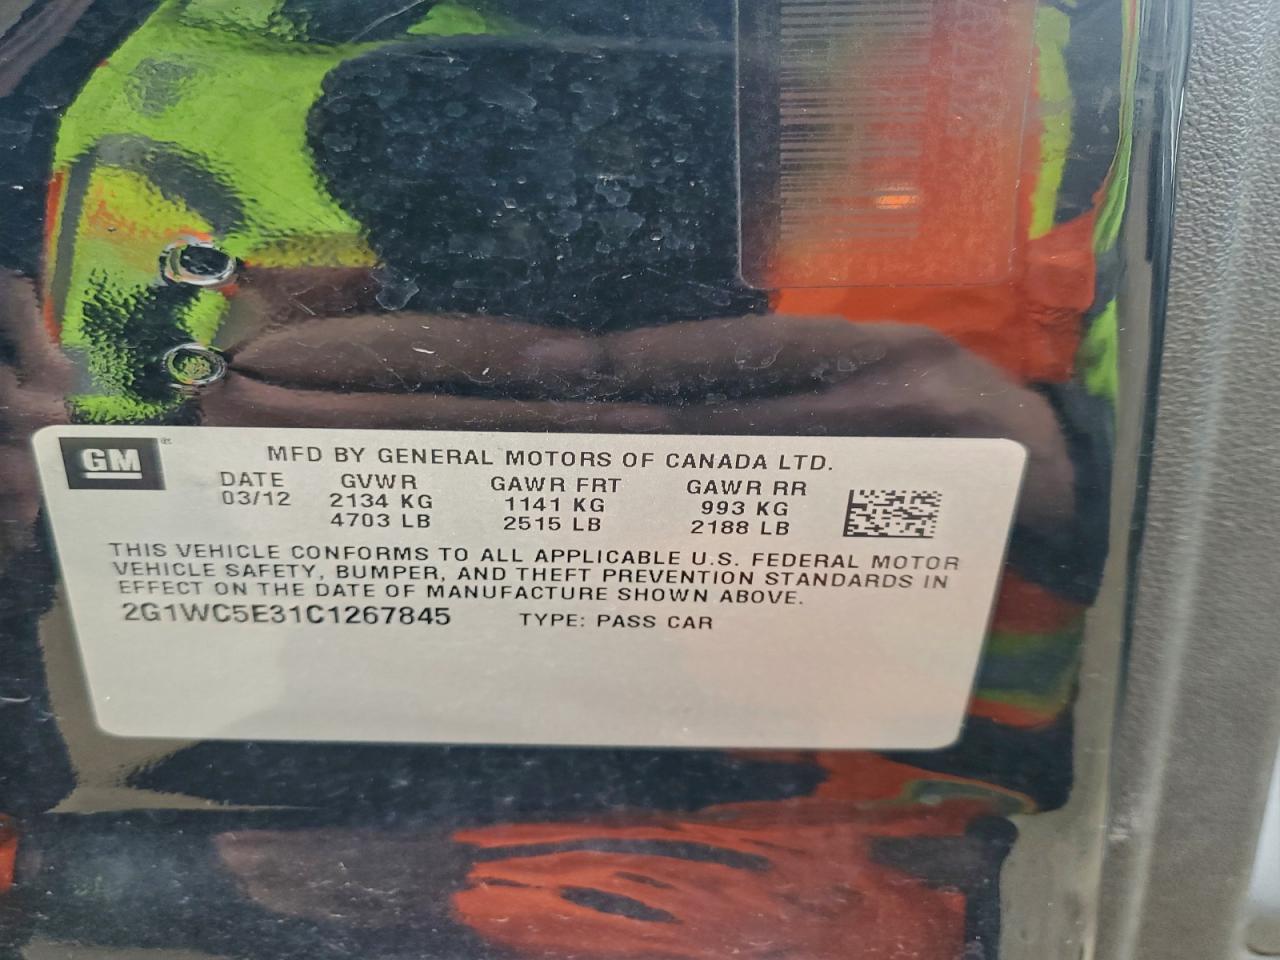 GM
MFD BY GENERAL MOTORS OF CANADA LTD.
DATE GVWR GAWR FRT GAWR RR
03/12 2134 KG 1141 KG 993 KG
4703 LB 2515 LB 2188 LB
THIS VEHICLE CONFORMS TO ALL APPLICABLE U.S. FEDERAL MOTOR
VEHICLE SAFETY, BUMPER, AND THEFT PREVENTION STANDARDS IN
EFFECT ON THE DATE OF MANUFACTURE SHOWN ABOVE.
2G1WC5E31C1267845 TYPE: PASS CAR